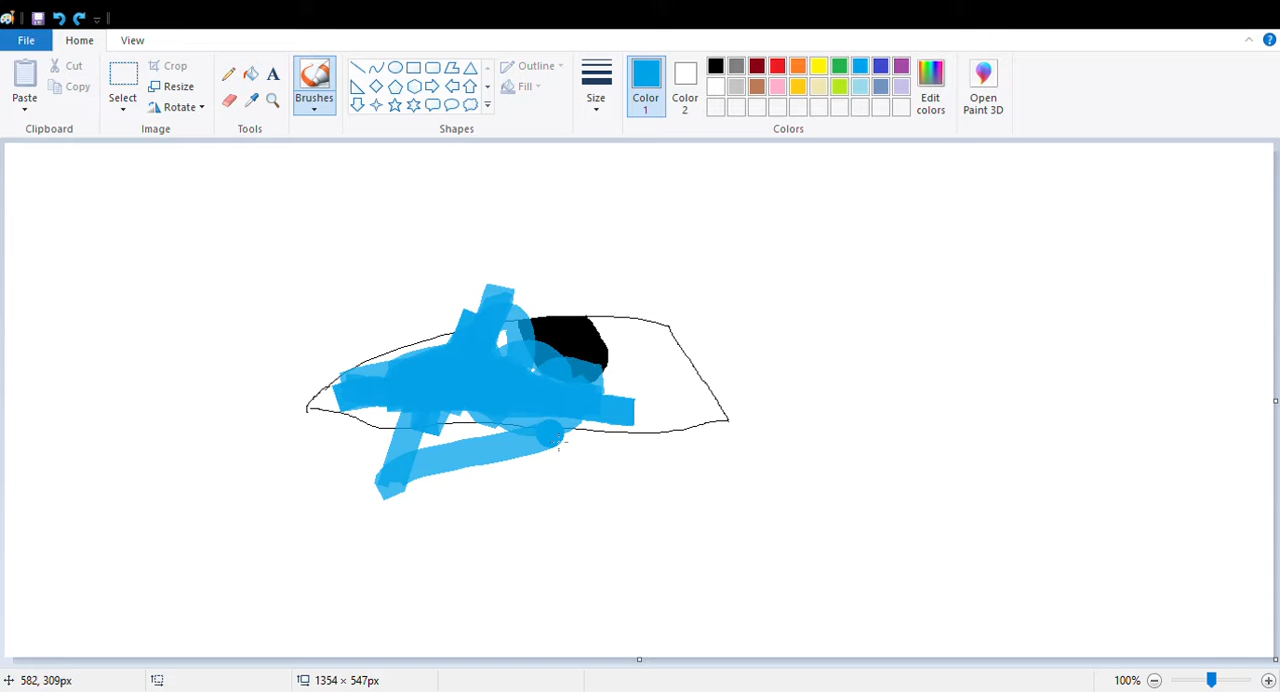 File Home View
Cut
Copy
Paste
Clipboard
Select
Crop
Resize
Rotate
Image
A
Tools
Brushes
Shapes
Outline
Fill
Size
Color 1
Color 2
Colors
Edit colors
Open Paint 3D
582, 309px
1354 × 547px
100%